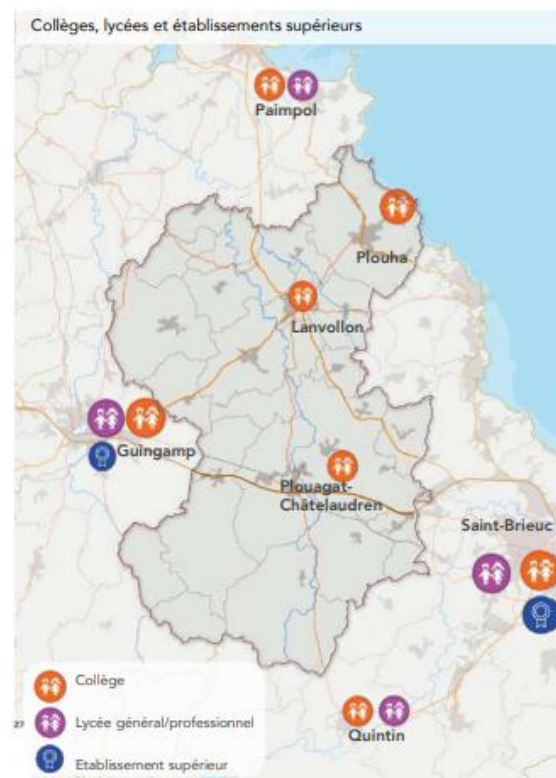 Collèges, lycées et établissements supérieurs
Paimpol
Plouha
Lanvollon
Guingamp
Plouagat-
Châtelaudren
Saint-Brieuc
Quintin
Collège
27
Lycée général/professionnel
Etablissement supérieur